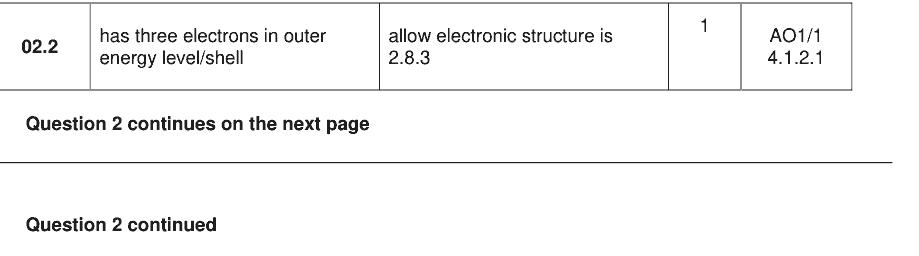 02.2
has three electrons in outer
energy level/shell
allow electronic structure is
2.8.3
1
AO1/1
4.1.2.1
Question 2 continues on the next page
Question 2 continued